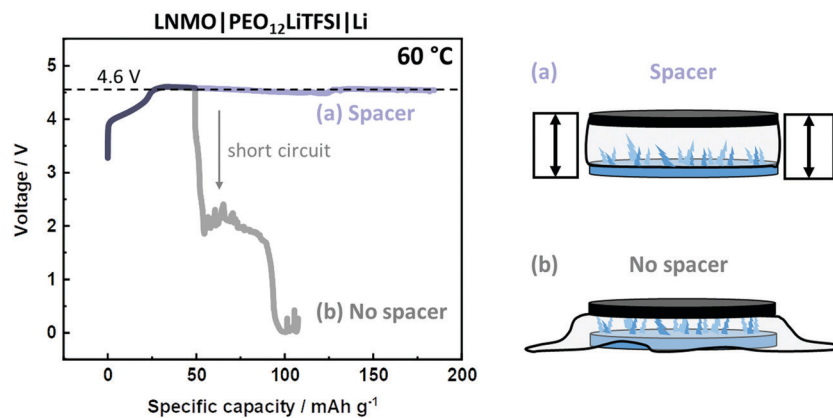 LNMO|PEO₁₂LiTFSI|Li
60 °C
4.6 V
(a) Spacer
short circuit
(b) No spacer
Voltage / V
5
4
3
2
1
0
0 50 100 150 200
Specific capacity / mAh g⁻¹
(a) Spacer
(b) No spacer